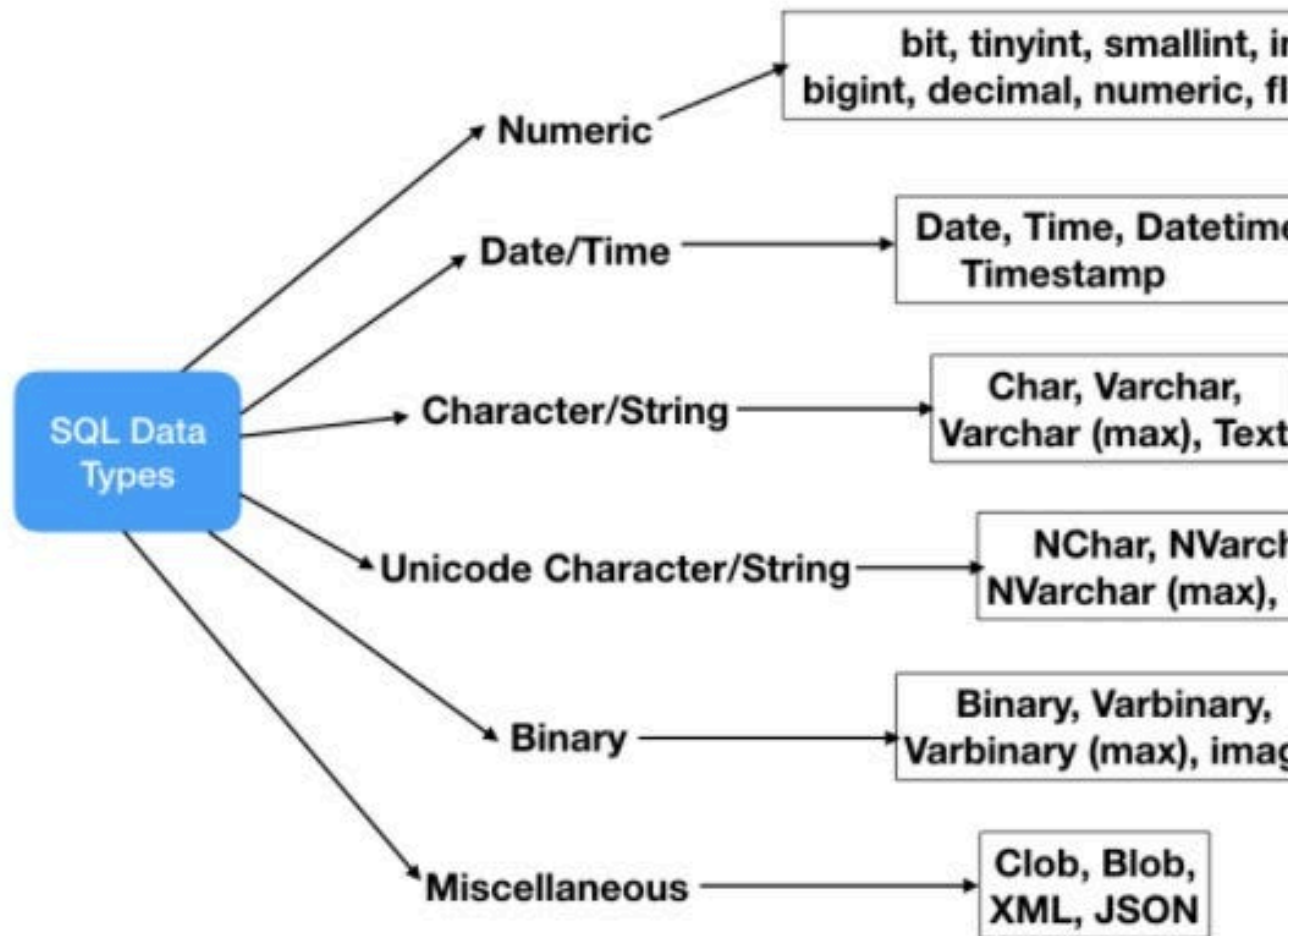 bit, tinyint, smallint,
bigint, decimal, numeric,
Numeric
Date, Time, Datetime
Timestamp
Date/Time
Char, Varchar,
Varchar (max), Text
Character/String
SQL Data
Types
NChar,
NVarchar (max),
Unicode Character/String
Binary, Varbinary,
Varbinary (max),
Binary
Clob, Blob,
XML, JSON
Miscellaneous